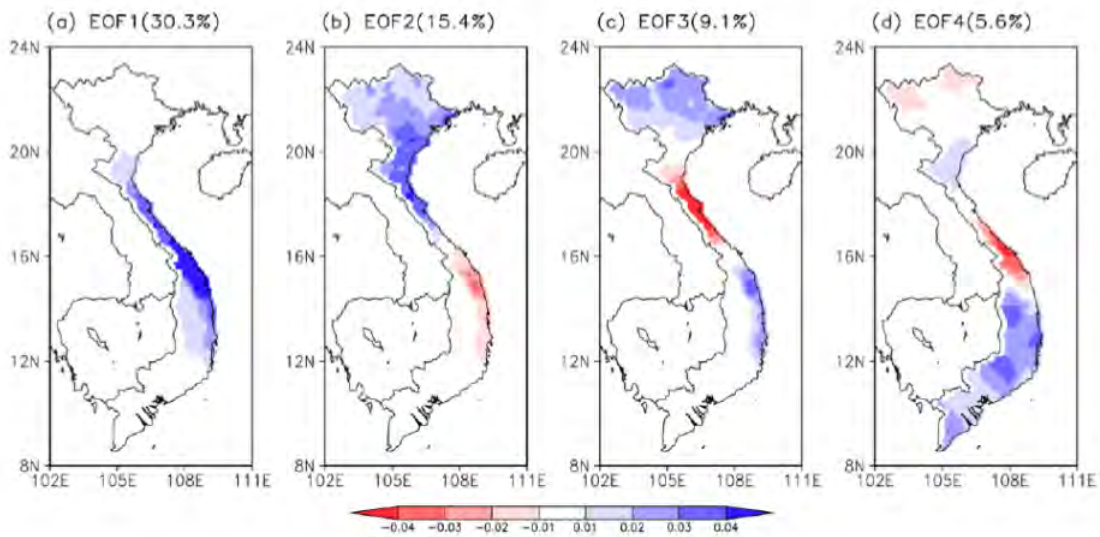 (a) EOF1(30.3%) (b) EOF2(15.4%) (c) EOF3(9.1%) (d) EOF4(5.6%)
24N 24N 24N 24N
20N 20N 20N 20N
16N 16N 16N 16N
12N 12N 12N 12N
8N 8N 8N 8N
102E 105E 108E 111E 102E 105E 108E 111E 102E 105E 108E 111E 102E 105E 108E 111E
−0.04 −0.03 −0.02 −0.01 0.01 0.02 0.03 0.04